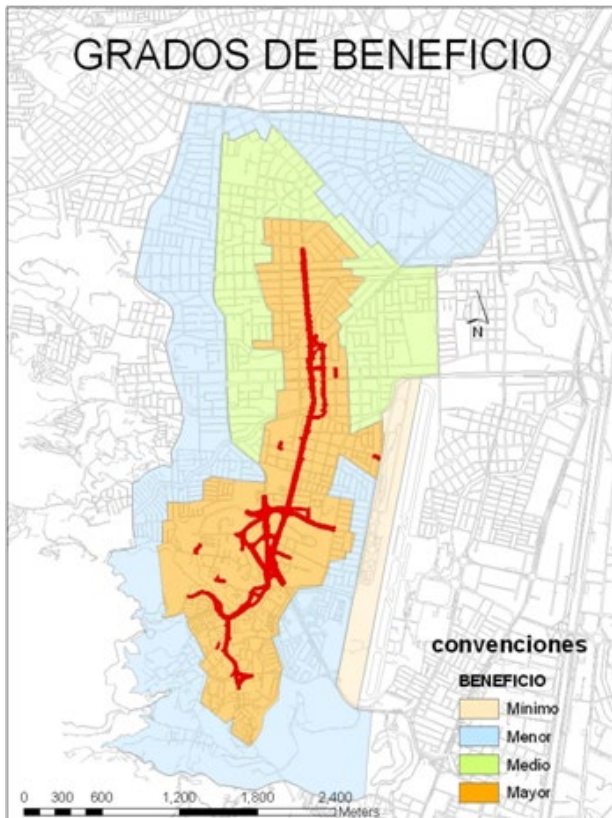 GRADOS DE BENEFICIO
N
convenciones
BENEFICIO
Mínimo
Menor
Medio
Mayor
0 300 600 1,200 1,800 2,400
Meters